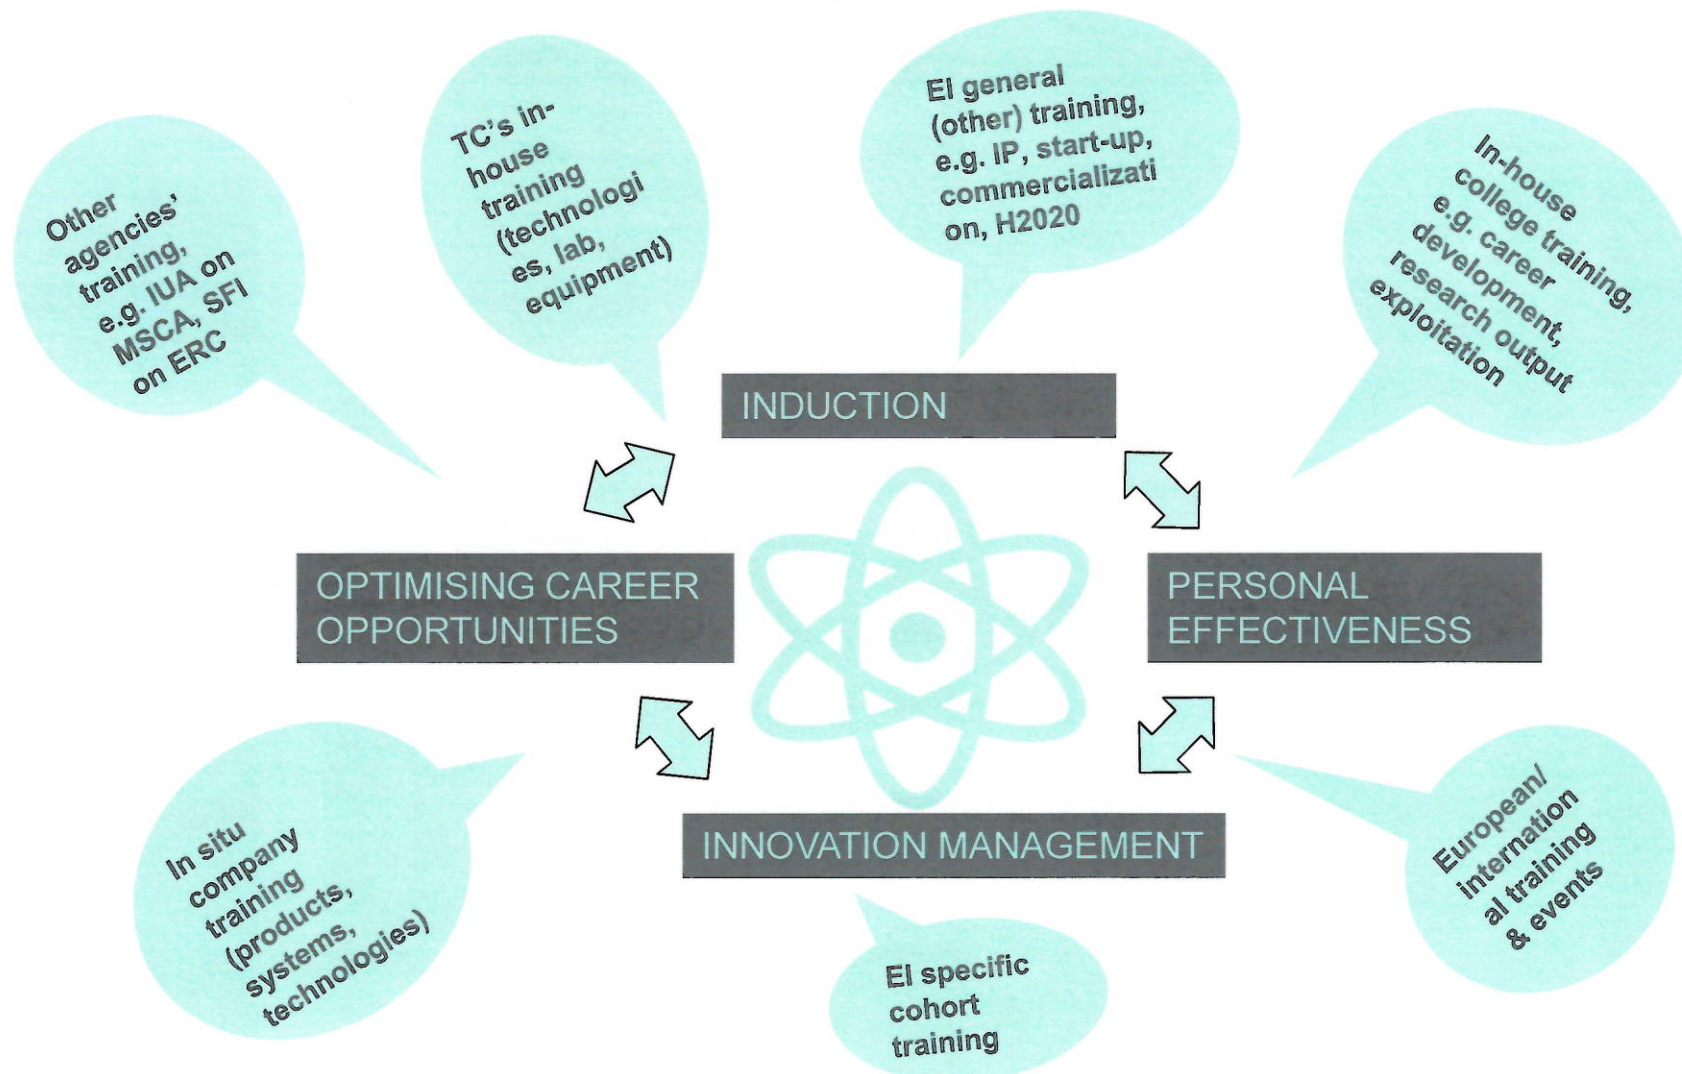 Other
agencies'
training,
e.g. IUA on
MSCA, SFI
on ERC
TC's in-
house
training
(technologi
es, lab,
equipment)
EI general
(other) training,
e.g. IP, start-up,
commercializati
on, H2020
In-house
college training,
e.g. career
development,
research output
exploitation
INDUCTION
OPTIMISING CAREER
OPPORTUNITIES
PERSONAL
EFFECTIVENESS
INNOVATION MANAGEMENT
In situ
company
training
(products,
systems,
technologies)
EI specific
cohort
training
European/
internation
al training
& events